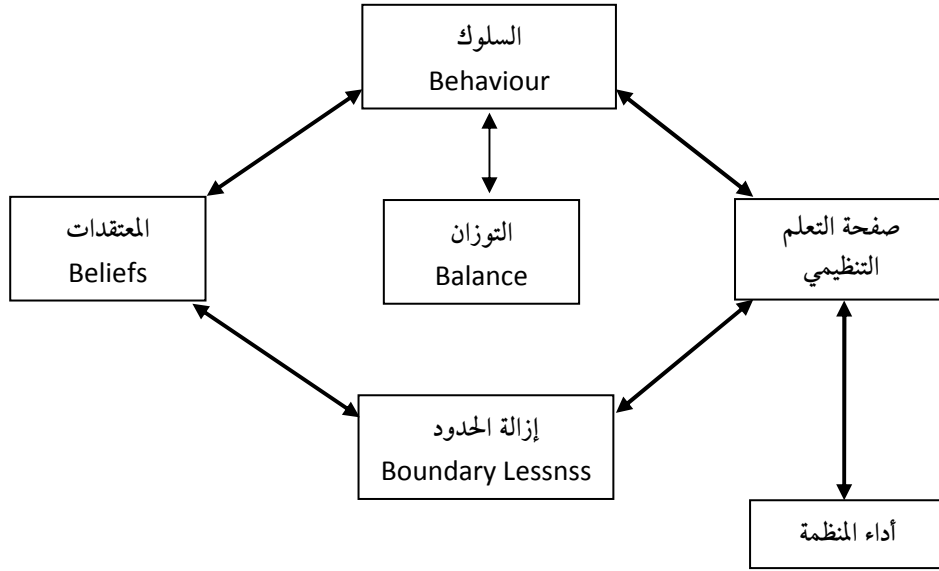 السلوك
Behaviour
المعتقدات
Beliefs
التوزان
Balance
صفحة التعلم
التنظيمي
إزالة الحدود
Boundary Lessnss
أداء المنظمة